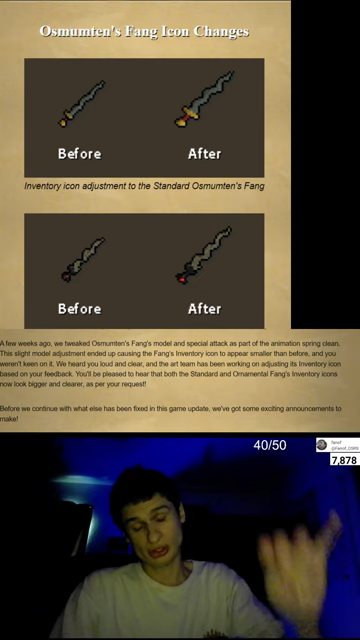 Osmumten's Fang Icon Changes
Before After
Inventory icon adjustment to the Standard Osmumten's Fang
Before After
A few weeks ago, we tweaked Osmumten's Fang's model and special attack as part of the animation spring clean.
This slight model adjustment ended up causing the Fang's Inventory icon to appear smaller than before, and you
weren't keen on it. We heard you loud and clear, and the art team has been working on adjusting its Inventory icon
based on your feedback. You'll be pleased to hear that both the Standard and Ornamental Fang's Inventory icons
now look bigger and clearer, as per your request!
Before we continue with what else has been fixed in this game update, we've got some exciting announcements to
make!
40/50
7,878